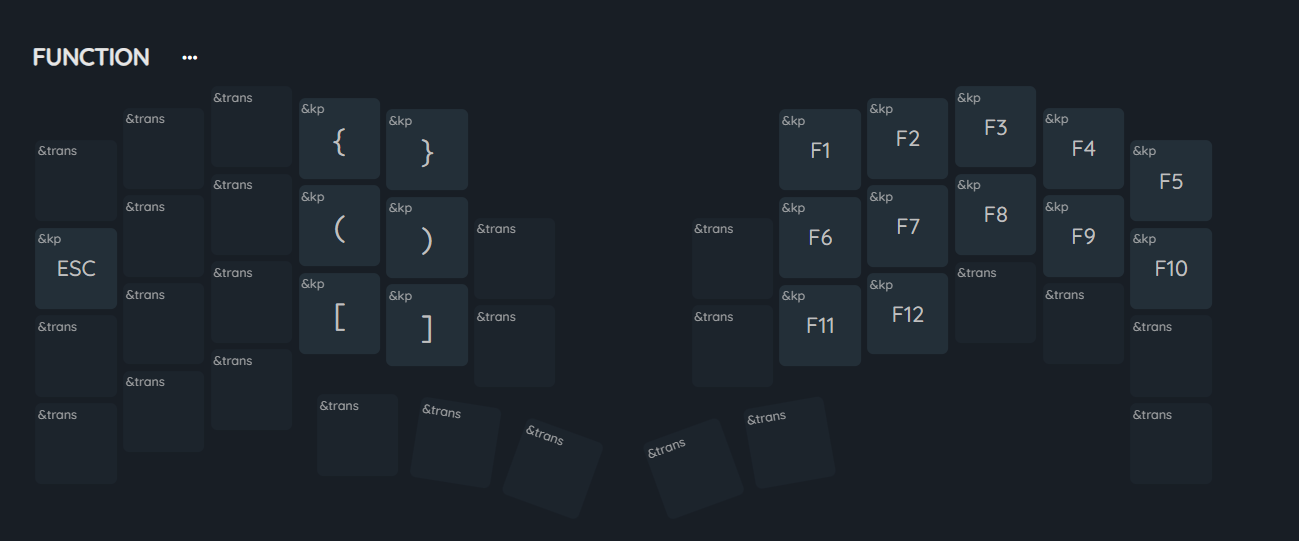 FUNCTION ...
&trans &trans &trans &kp { &kp } &kp F1 &kp F2 &kp F3 &kp F4 &kp F5
&kp ESC &trans &trans &kp ( &kp ) &trans &trans &kp F6 &kp F7 &kp F8 &kp F9 &kp F10
&trans &trans &trans &kp [ &kp ] &trans &trans &kp F11 &kp F12 &trans &trans &trans
&trans &trans &trans &trans &trans &trans &trans &trans &trans